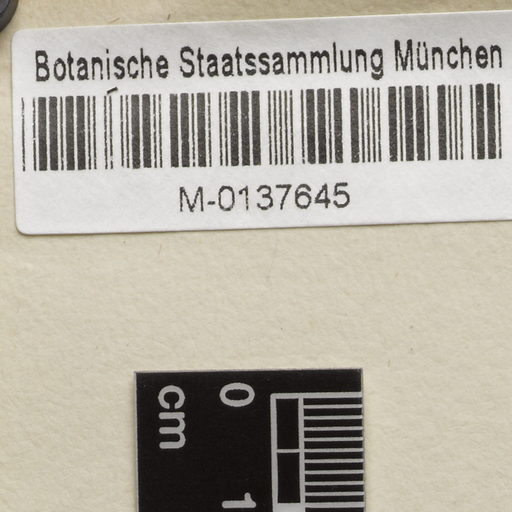 Botanische Staatssammlung München
M-0137645
0
cm
1